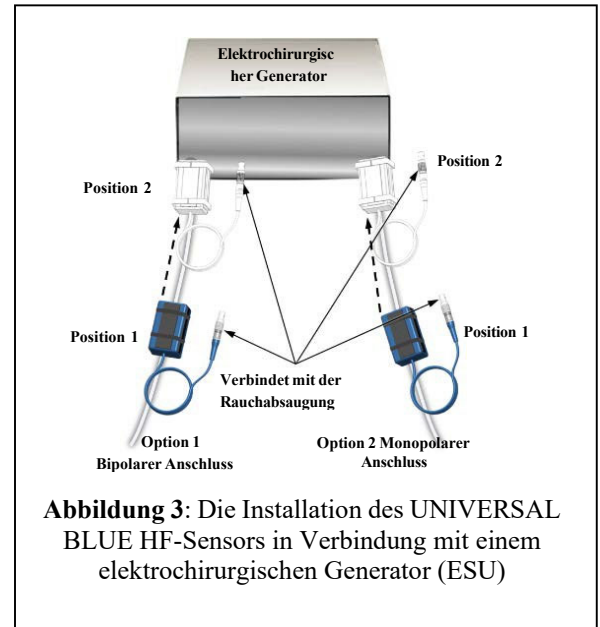 Elektrochirurgisc
her Generator
Position 2
Position 2
Position 1
Position 1
Verbindet mit der
Rauchabsaugung
Option 1
Bipolarer Anschluss
Option 2 Monopolarer
Anschluss
Abbildung 3: Die Installation des UNIVERSAL
BLUE HF-Sensors in Verbindung mit einem
elektrochirurgischen Generator (ESU)